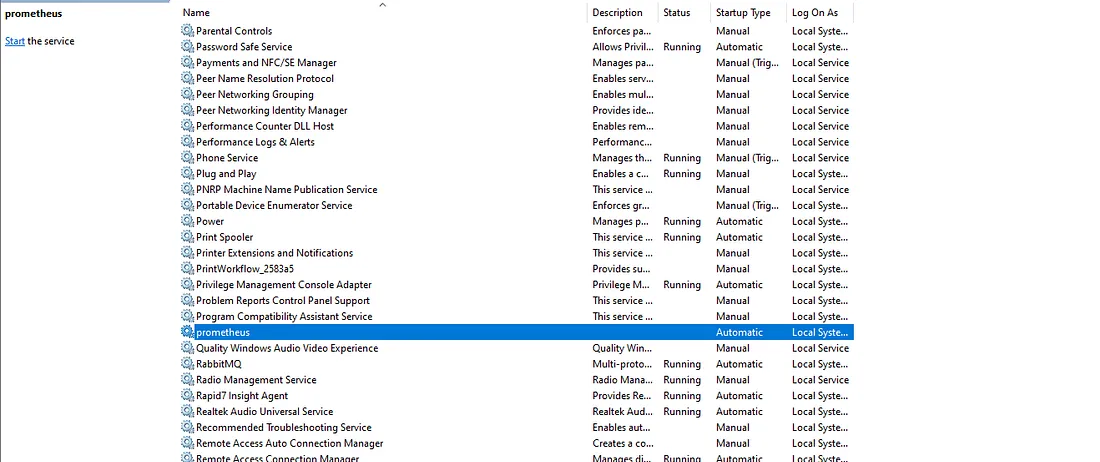 prometheus
Start the service
Name Description Status Startup Type Log On As
Parental Controls Enforces pa... Manual Local Syste...
Password Safe Service Allows Privil... Running Automatic Local Syste...
Payments and NFC/SE Manager Manages pa... Manual (Trig... Local Service
Peer Name Resolution Protocol Enables serv... Manual Local Service
Peer Networking Grouping Enables mul... Manual Local Service
Peer Networking Identity Manager Provides ide... Manual Local Service
Performance Counter DLL Host Enables rem... Manual Local Service
Performance Logs & Alerts Performanc... Manual Local Service
Phone Service Manages th... Running Manual (Trig... Local Service
Plug and Play Enables a c... Running Manual Local Syste...
PNRP Machine Name Publication Service This service ... Manual Local Service
Portable Device Enumerator Service Enforces gr... Manual (Trig... Local Syste...
Power Manages p... Running Automatic Local Syste...
Print Spooler This service ... Running Automatic Local Syste...
Printer Extensions and Notifications This service ... Manual Local Syste...
PrintWorkflow_2583a5 Provides su... Manual Local Syste...
Privilege Management Console Adapter Privilege M... Running Automatic Local Syste...
Problem Reports Control Panel Support This service ... Manual Local Syste...
Program Compatibility Assistant Service This service ... Manual Local Syste...
prometheus Automatic Local Syste...
Quality Windows Audio Video Experience Quality Win... Manual Local Service
RabbitMQ Multi-proto... Running Automatic Local Syste...
Radio Management Service Radio Mana... Running Manual Local Service
Rapid7 Insight Agent Provides Re... Running Automatic Local Syste...
Realtek Audio Universal Service Realtek Aud... Running Automatic Local Syste...
Recommended Troubleshooting Service Enables aut... Manual Local Syste...
Remote Access Auto Connection Manager Creates a co... Manual Local Syste...
Remote Access Connection Manager Manages di... Running Automatic Local Syste...